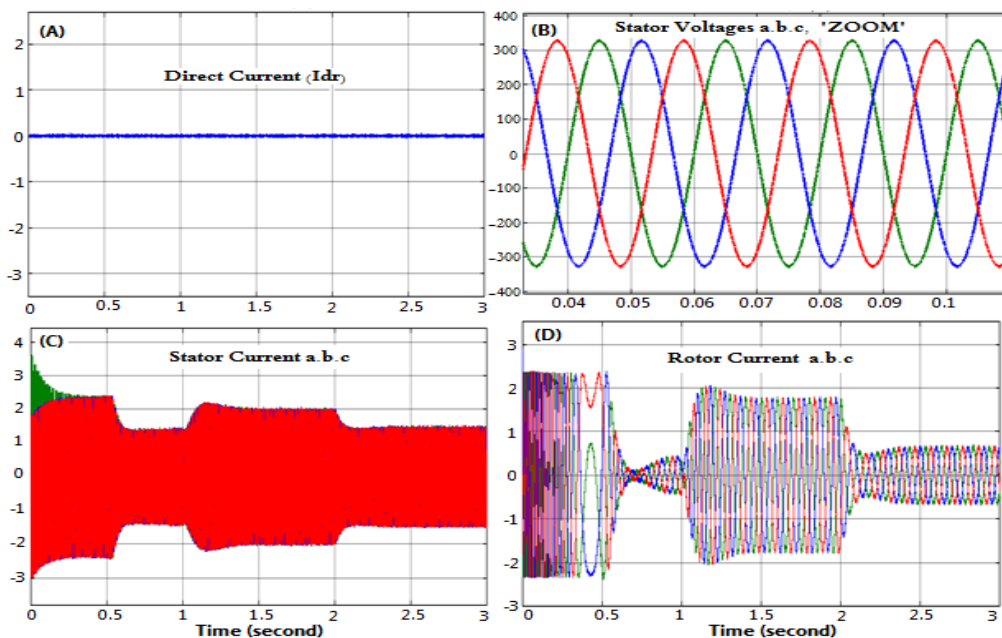 (A)
Direct Current (Idr)
2
1
0
-1
-2
-3
0 0.5 1 1.5 2 2.5 3
(B) Stator Voltages a.b.c, "ZOOM"
300
200
100
0
-100
-200
-300
-400
0.04 0.05 0.06 0.07 0.08 0.09 0.1
(C)
Stator Current a.b.c
4
3
2
1
0
-1
-2
-3
0 0.5 1 1.5 2 2.5 3
Time (second)
(D)
Rotor Current a.b.c
3
2
1
0
-1
-2
-3
0 0.5 1 1.5 2 2.5 3
Time (second)